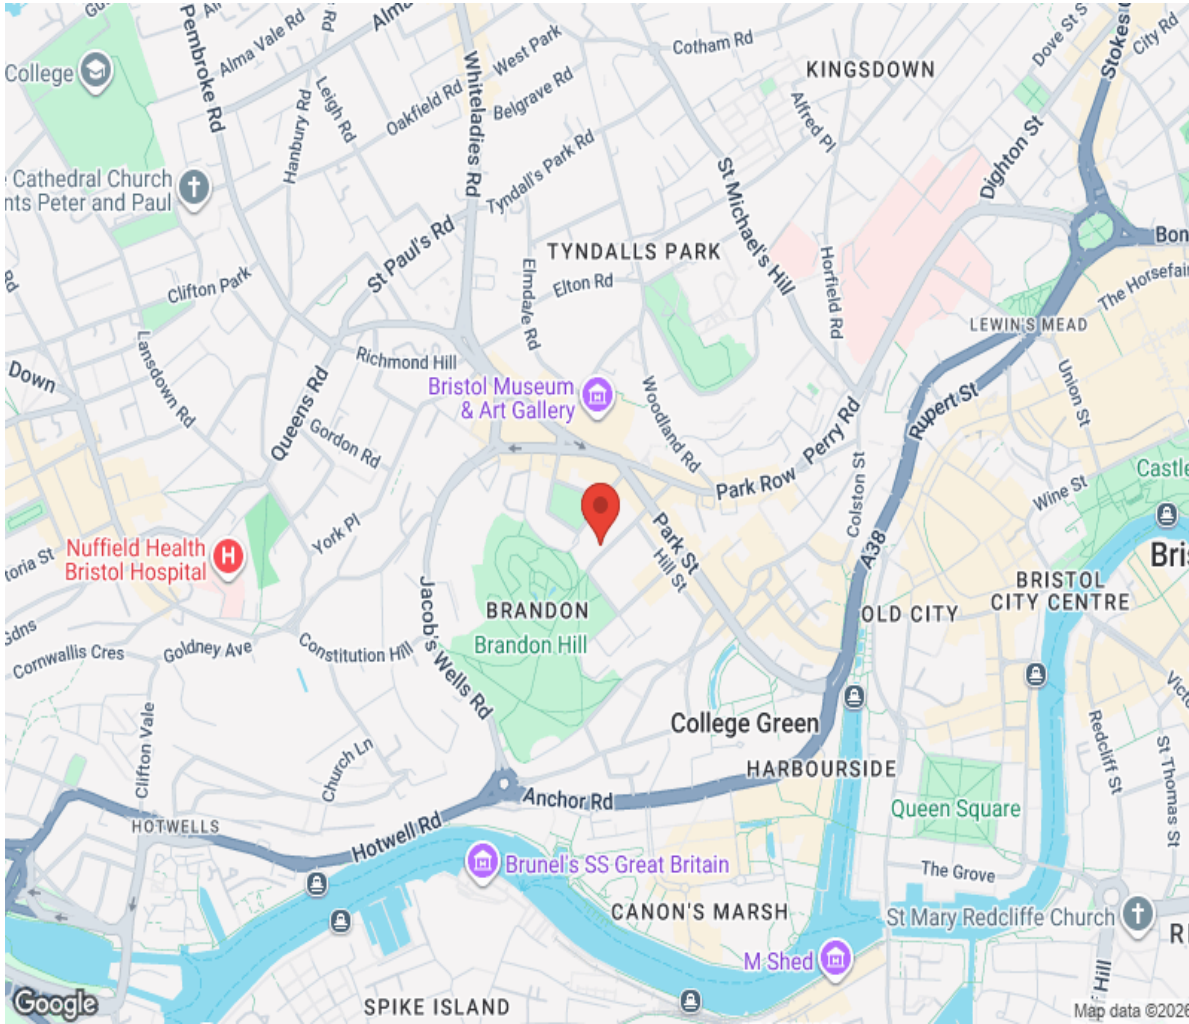 Pembroke Rd
Alma Vale Rd
Leigh Rd
Hanbury Rd
Whiteladies Rd
West Park
Oakfield Rd
Belgrave Rd
Cotham Rd
KINGSDOWN
Dove St S
City Rd
Stokes
College
Alfred Pl
Dighton St
Tyndall's Park Rd
St Michael's Hill
Cathedral Church
nts Peter and Paul
St Paul's Rd
TYNDALLS PARK
Elton Rd
Elmdale Rd
Horfield Rd
Bon
The Horsefair
Clifton Park
LEWIN'S MEAD
Lansdown Rd
Richmond Hill
Down
Bristol Museum
& Art Gallery
Woodland Rd
Union St
Rupert St
Queens Rd
Gordon Rd
Perry Rd
Park Row
Colston St
Castle
Wine St
York Pl
Park St
Hill St
A38
Nuffield Health
Bristol Hospital
toria St
Bris
BRISTOL
CITY CENTRE
BRANDON
Brandon Hill
OLD CITY
Jacob's Wells Rd
Gdns
Cornwallis Cres
Goldney Ave
Constitution Hill
College Green
Victo
Redcliff St
St Thomas St
Clifton Vale
Church Ln
HARBOURSIDE
Anchor Rd
Queen Square
HOTWELLS
Hotwell Rd
Brunel's SS Great Britain
The Grove
CANON'S MARSH
St Mary Redcliffe Church
M Shed
Hill
SPIKE ISLAND
Google
Map data ©2026